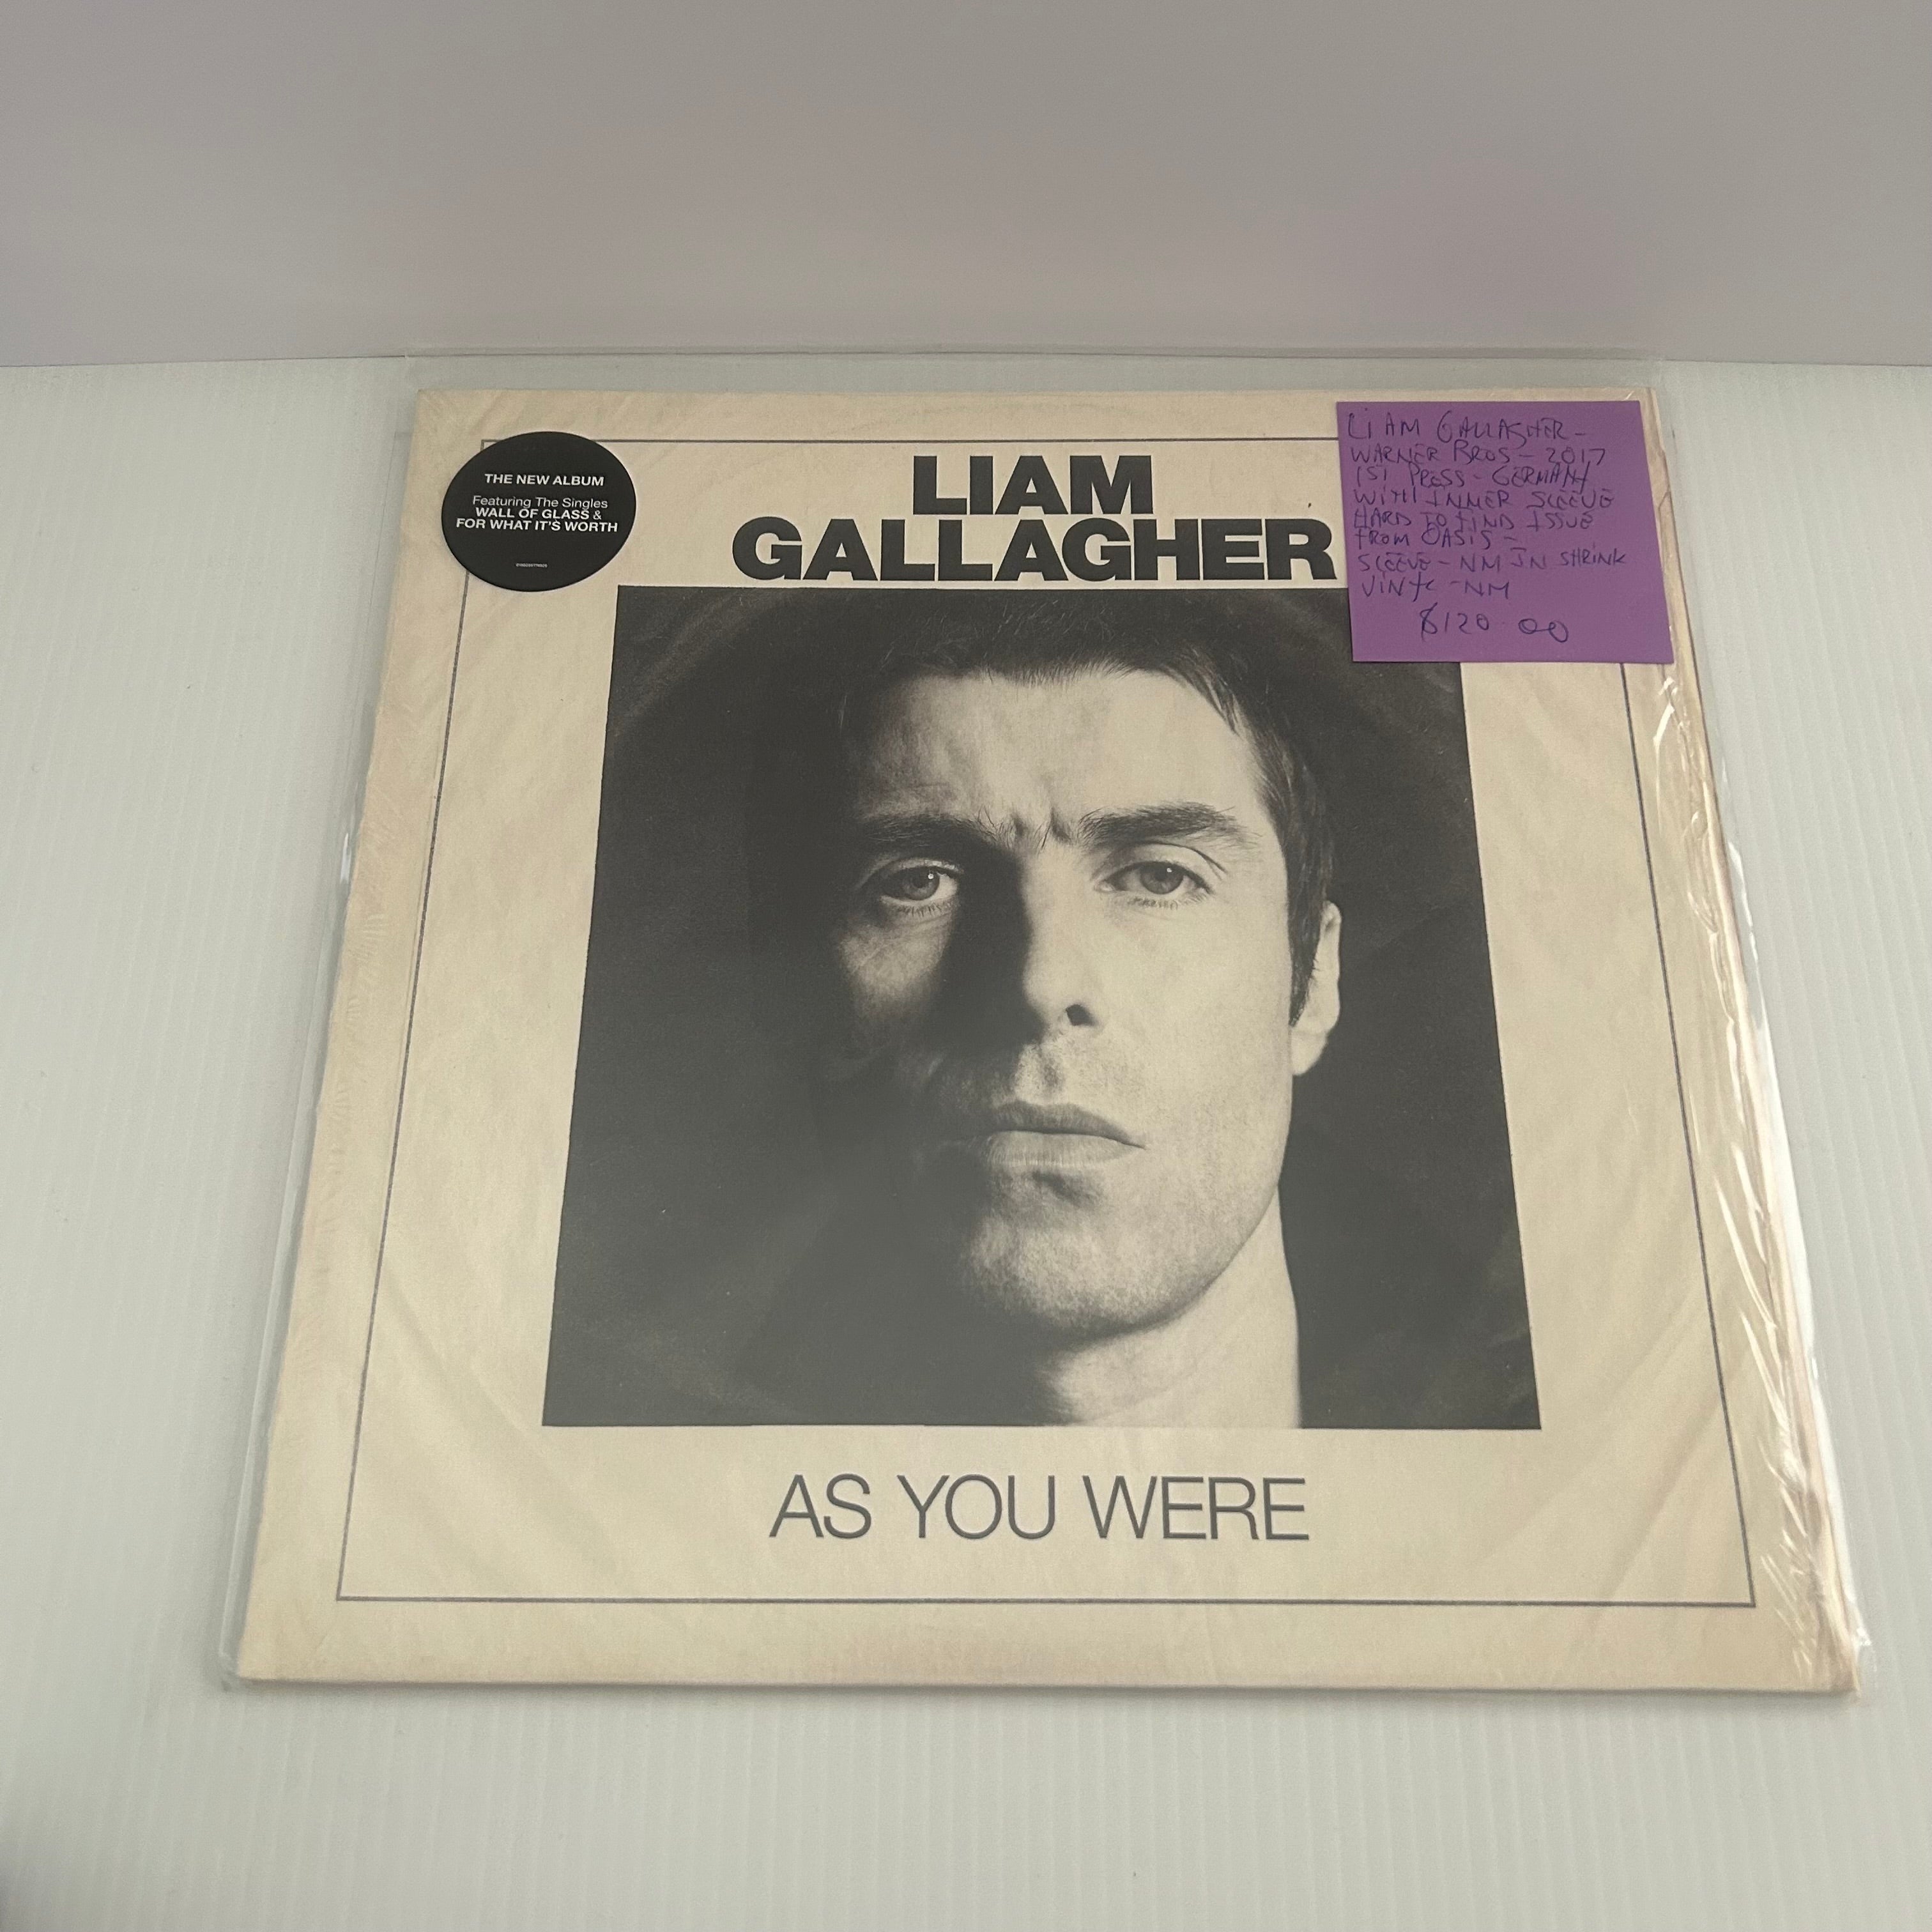 THE NEW ALBUM
Featuring The Singles
WALL OF GLASS &
FOR WHAT IT'S WORTH
LIAM
GALLAGHER
LiAM GALLAGHER -
WARNER BROS - 2017
1ST PRESS - GERMANY
WITH INNER SLEEVE
HARD TO FIND ISSUE
FROM OASIS -
SLEEVE - NM IN SHRINK
VINYL - NM
$120.00
AS YOU WERE